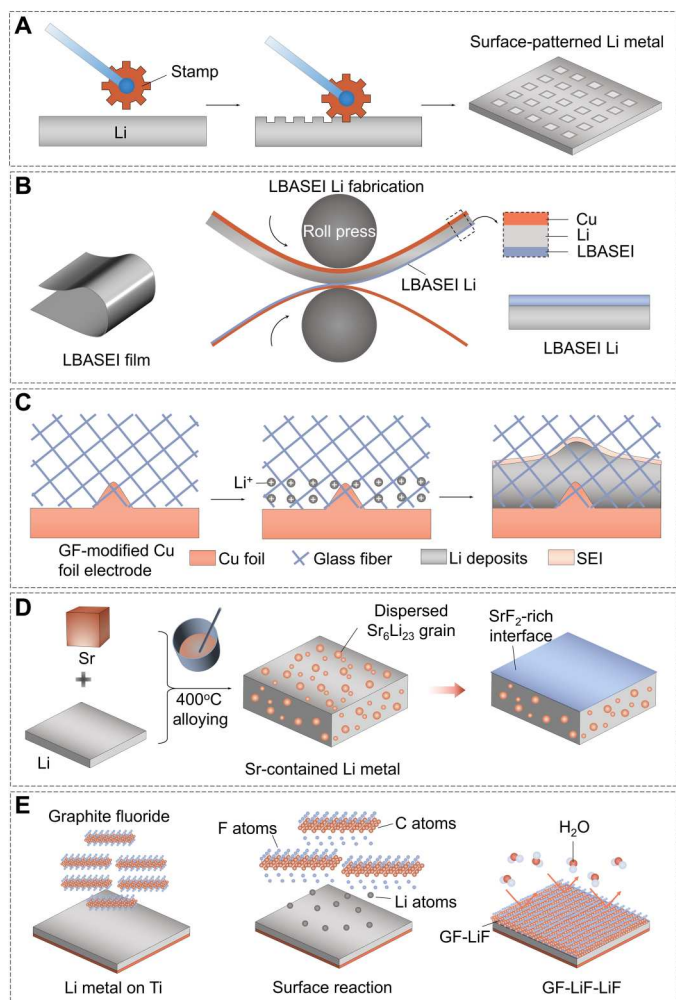 A
Stamp
Li
Surface-patterned Li metal
B
LBASEI Li fabrication
Roll press
Cu
Li
LBASEI
LBASEI Li
LBASEI film
LBASEI Li
C
Li⁺
GF-modified Cu
foil electrode
Cu foil
Glass fiber
Li deposits
SEI
D
Sr
+
Li
400°C
alloying
Dispersed
Sr₆Li₂₃ grain
Sr-contained Li metal
SrF₂-rich
interface
E
Graphite fluoride
Li metal on Ti
F atoms
C atoms
Li atoms
Surface reaction
H₂O
GF-LiF
GF-LiF-LiF